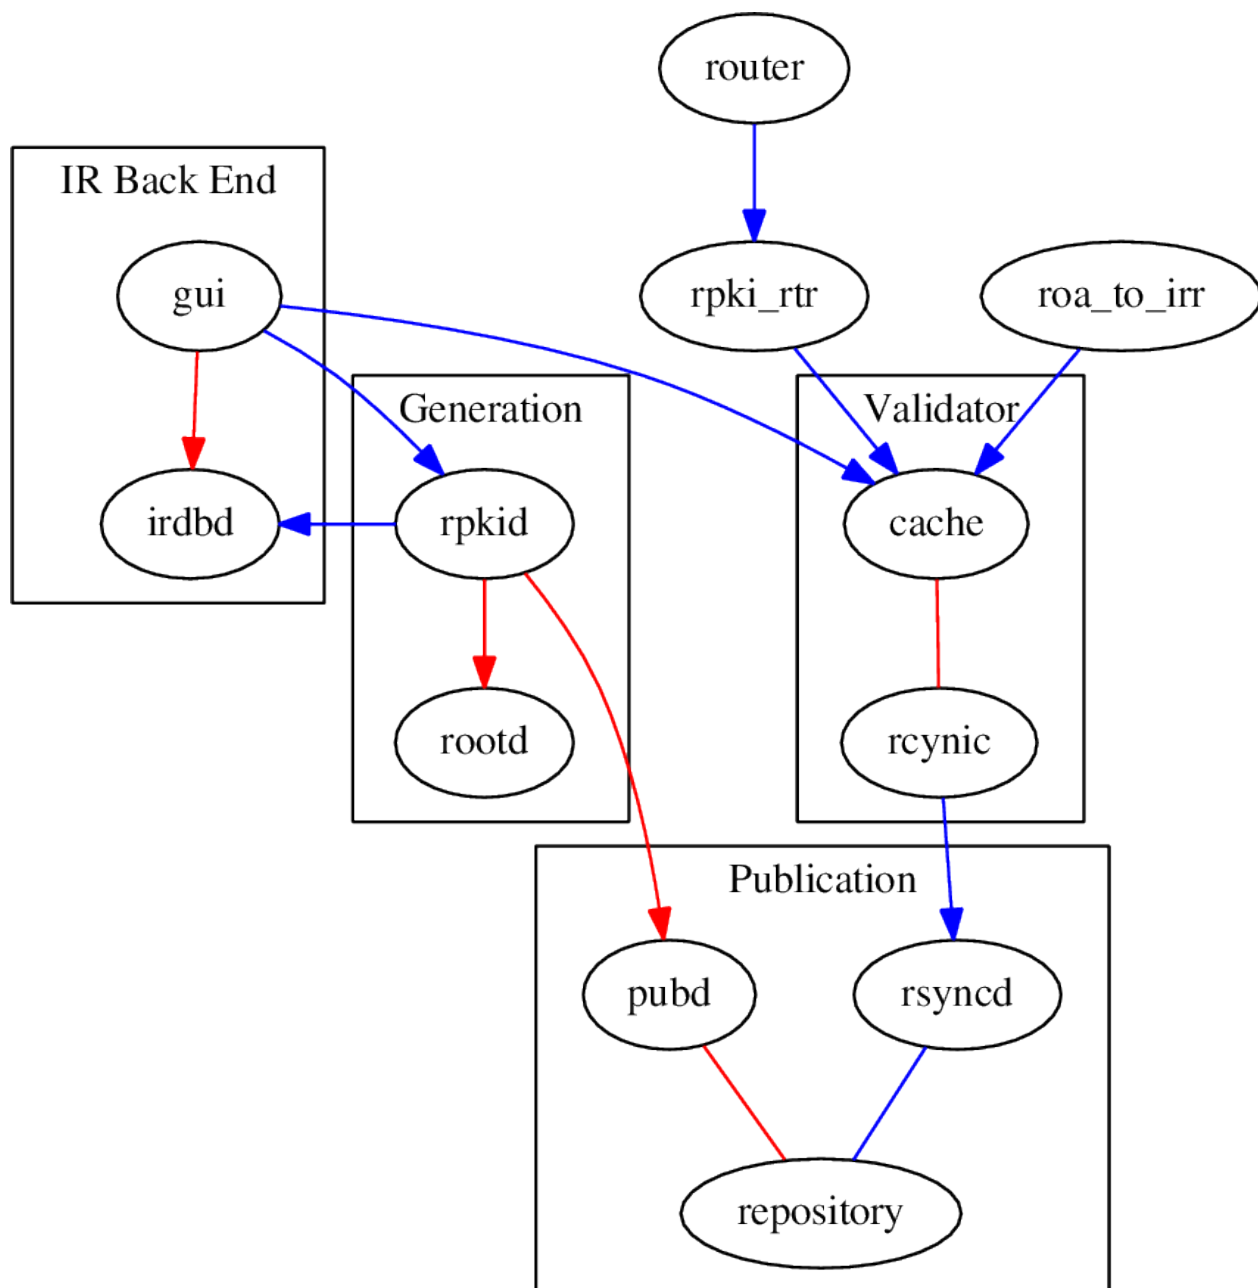 router
IR Back End
gui
rpki_rtr
roa_to_irr
Generation
Validator
irdbd
rpkid
cache
rootd
rcynic
Publication
pubd
rsyncd
repository